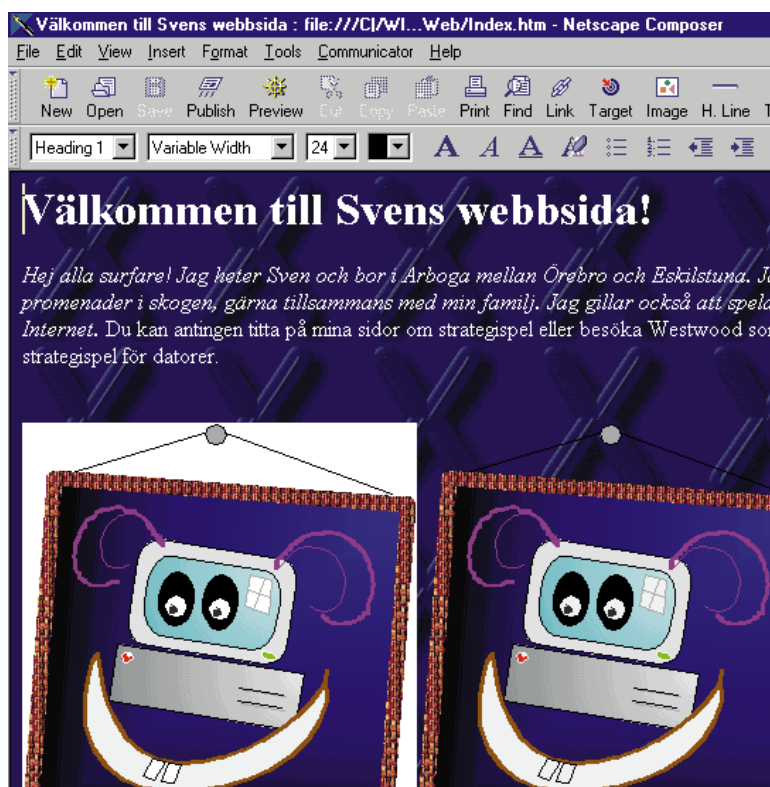 Välkommen till Svens webbsida : file:///C|/WI...Web/Index.htm - Netscape Composer
File Edit View Insert Format Tools Communicator Help
New Open Save Publish Preview Cut Copy Paste Print Find Link Target Image H. Line T
Heading 1 Variable Width 24 A A A
Välkommen till Svens webbsida!
Hej alla surfare! Jag heter Sven och bor i Arboga mellan Örebro och Eskilstuna. Ja
promenader i skogen, gärna tillsammans med min familj. Jag gillar också att spela
Internet. Du kan antingen titta på mina sidor om strategispel eller besöka Westwood som
strategispel för datorer.